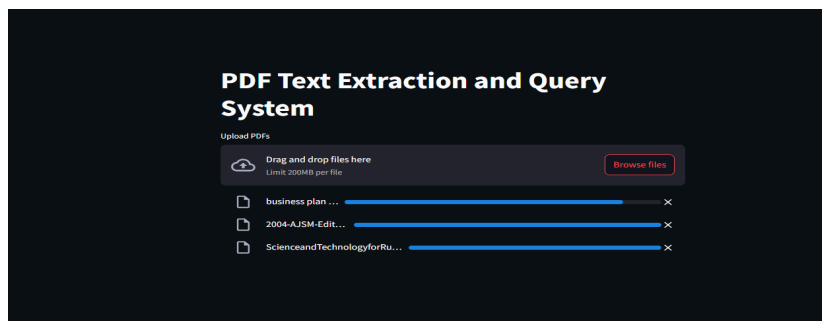 PDF Text Extraction and Query
System
Upload PDFs
Drag and drop files here
Limit 200MB per file
Browse files
business plan ...
2004-AJSM-Edit...
ScienceandTechnologyforRu...